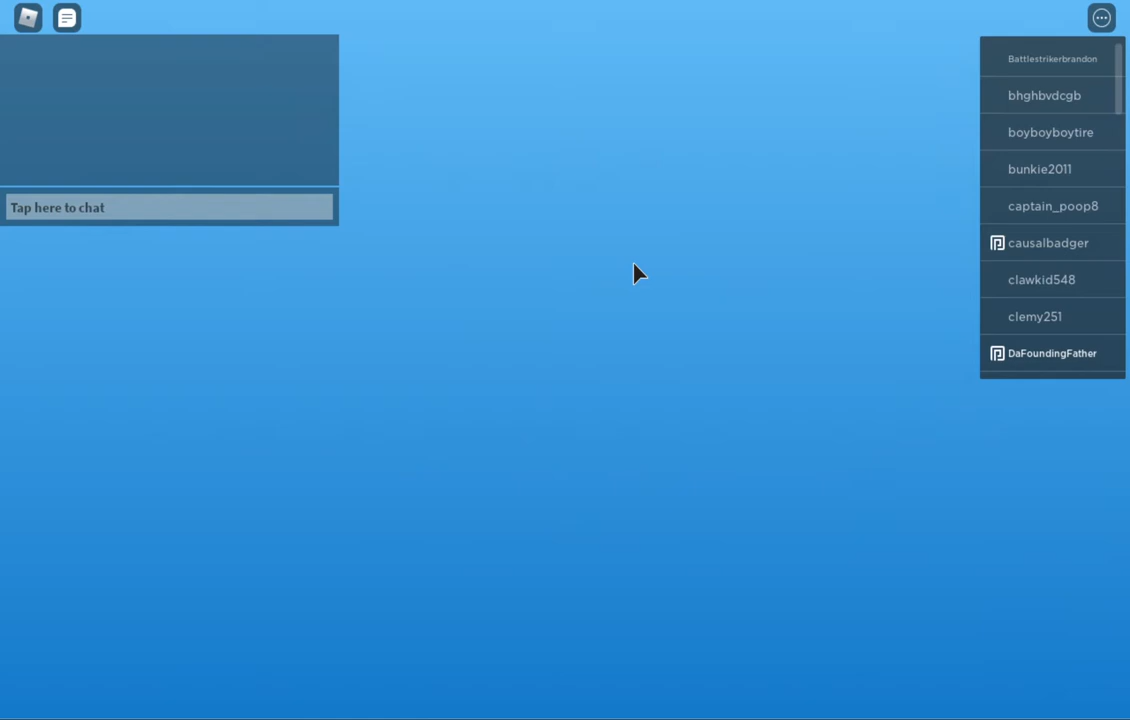 Tap here to chat
Battlestrikerbrandon
bhghbvdcgb
boyboyboytire
bunkie2011
captain_poop8
causalbadger
clawkid548
clemy251
DaFoundingFather